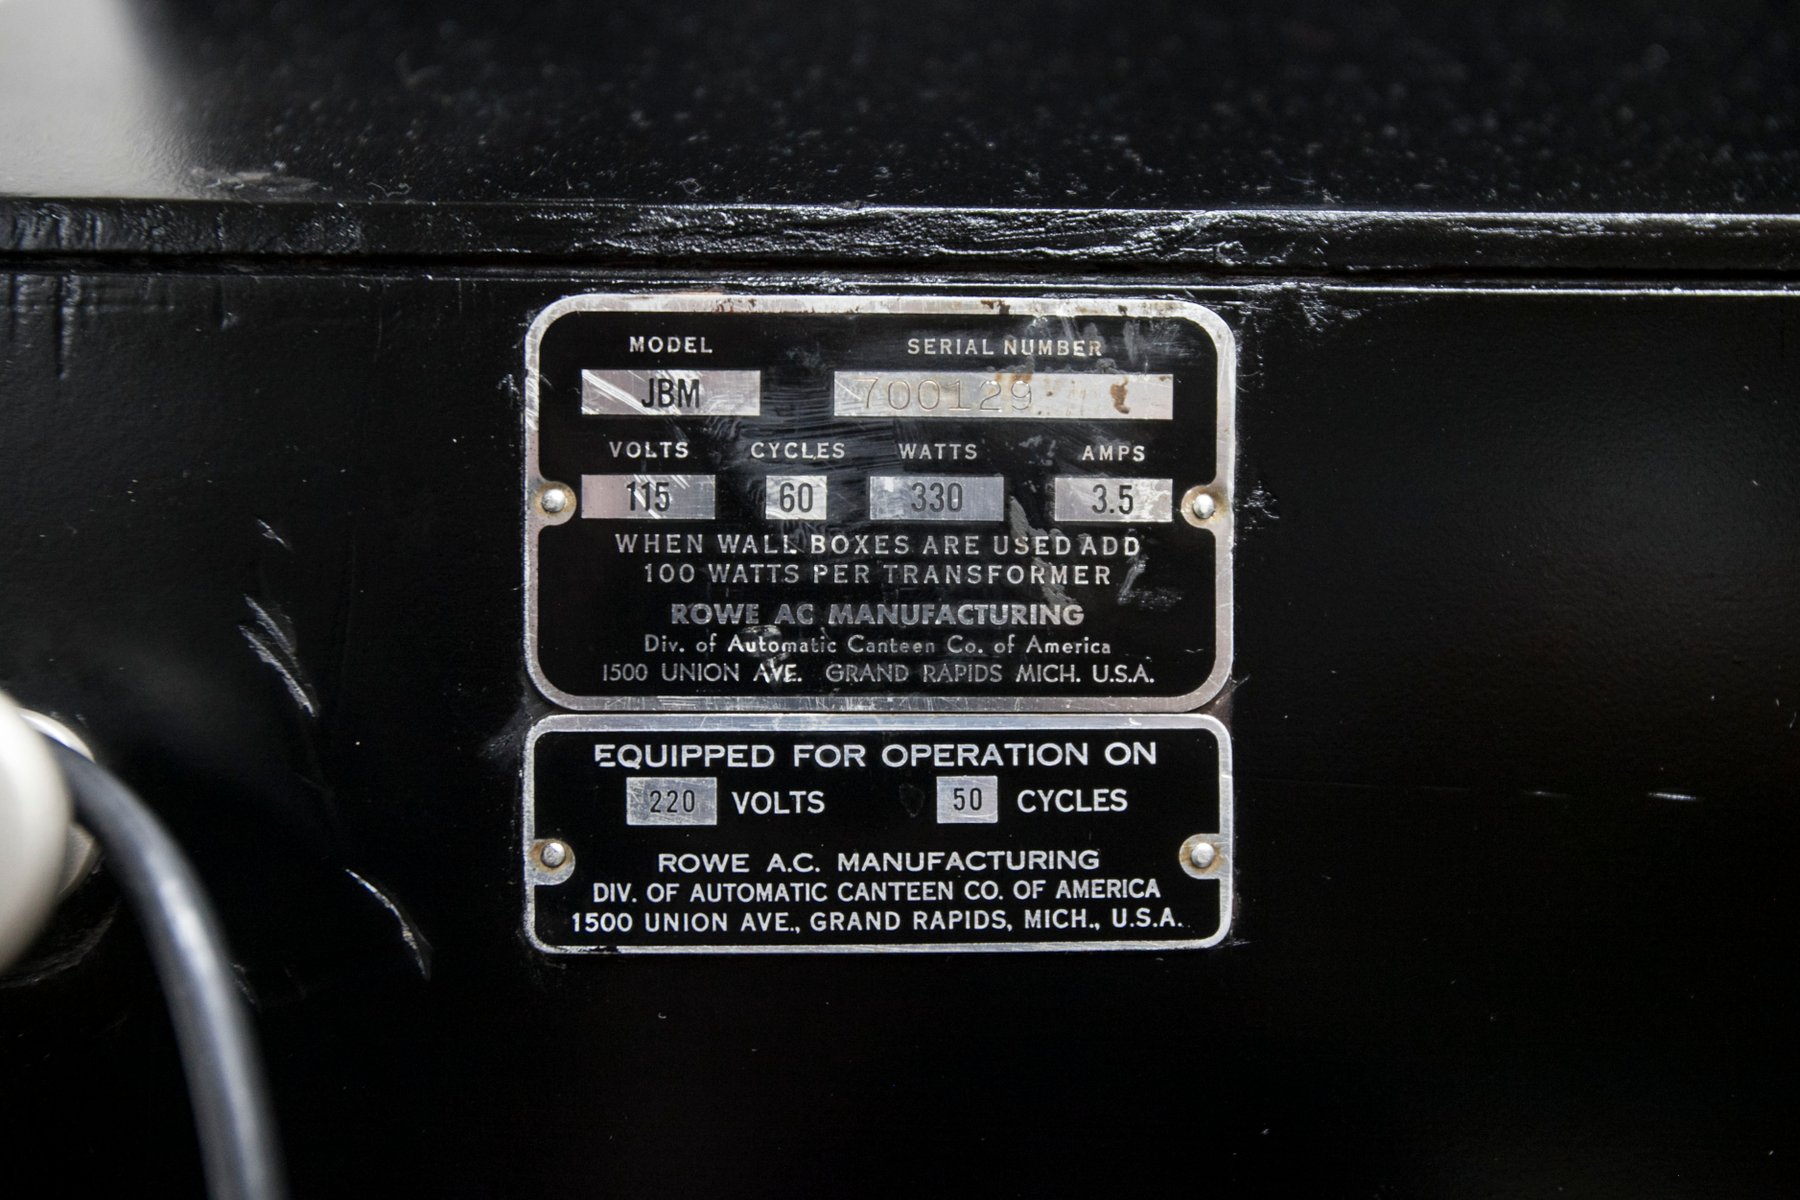 MODEL SERIAL NUMBER
JBM 700129
VOLTS CYCLES WATTS AMPS
115 60 330 3.5
WHEN WALL BOXES ARE USED ADD
100 WATTS PER TRANSFORMER
ROWE AC MANUFACTURING
Div. of Automatic Canteen Co. of America
1500 UNION AVE. GRAND RAPIDS MICH. U.S.A.
EQUIPPED FOR OPERATION ON
220 VOLTS 50 CYCLES
ROWE A.C. MANUFACTURING
DIV. OF AUTOMATIC CANTEEN CO. OF AMERICA
1500 UNION AVE., GRAND RAPIDS, MICH., U.S.A.